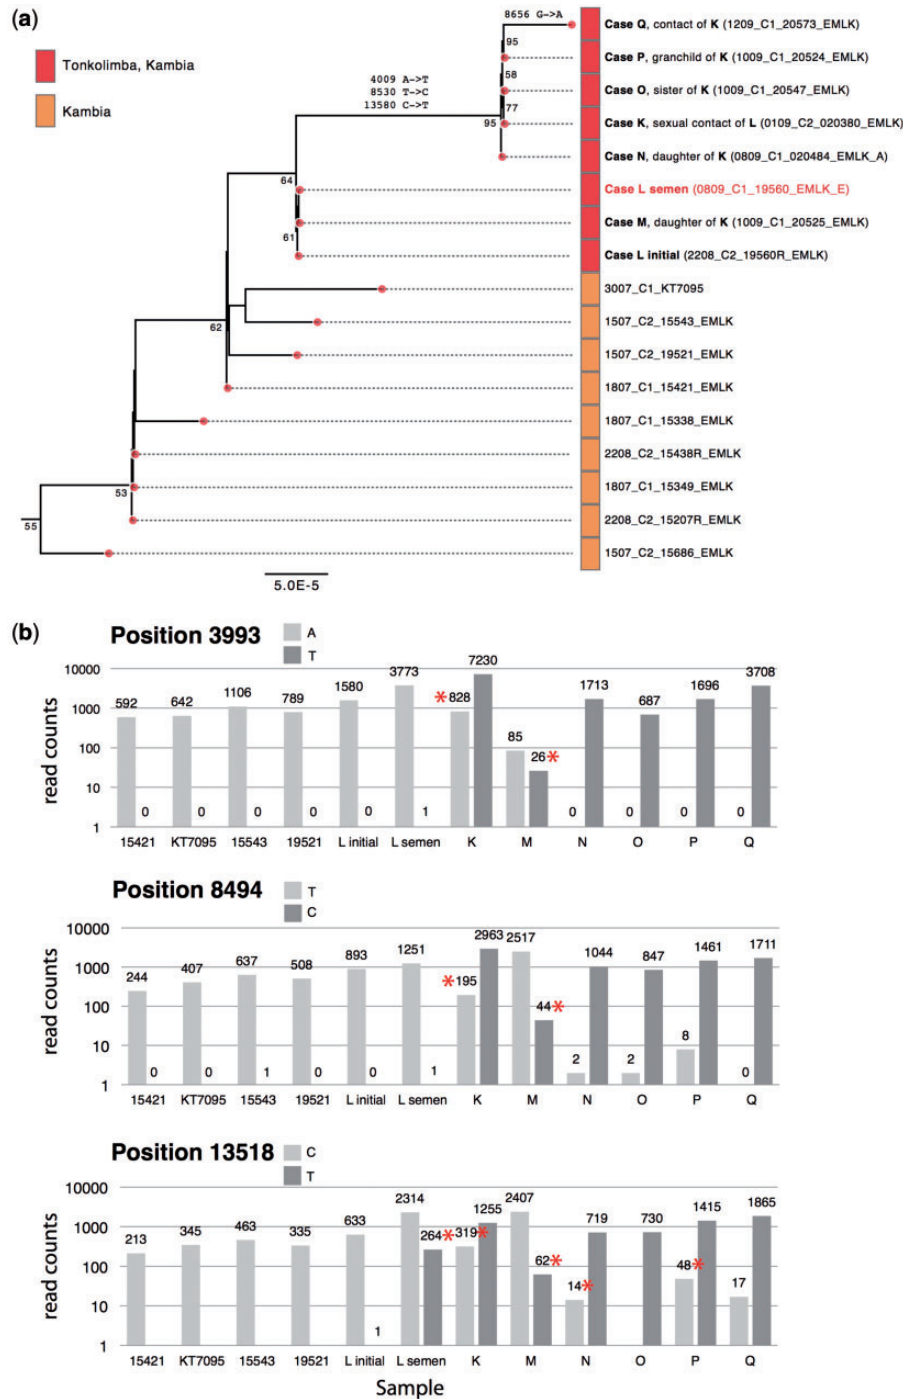 (a)
8656 G->A
Case Q, contact of K (1209_C1_20573_EMLK)
95
Tonkolimba, Kambia
Case P, granchild of K (1009_C1_20524_EMLK)
4009 A->T
58
8530 T->C
Case O, sister of K (1009_C1_20547_EMLK)
Kambia
13580 C->T
77
95
Case K, sexual contact of L (0109_C2_020380_EMLK)
Case N, daughter of K (0809_C1_020484_EMLK_A)
64
Case L semen (0809_C1_19560_EMLK_E)
Case M, daughter of K (1009_C1_20525_EMLK)
61
Case L initial (2208_C2_19560R_EMLK)
3007_C1_KT7095
62
1507_C2_15543_EMLK
1507_C2_19521_EMLK
1807_C1_15421_EMLK
1807_C1_15338_EMLK
2208_C2_15438R_EMLK
53
1807_C1_15349_EMLK
55
2208_C2_15207R_EMLK
1507_C2_15686_EMLK
5.0E-5
(b)
Position 3993
A
T
read counts
10000
1000
100
10
1
592 0 642 0 1106 0 789 0 1580 0 3773 1 * 828 7230 85 26 * 0 1713 0 687 0 1696 0 3708
15421 KT7095 15543 19521 L initial L semen K M N O P Q
Position 8494
T
C
read counts
10000
1000
100
10
1
244 0 407 0 637 1 508 0 893 0 1251 1 * 195 2963 2517 44 * 2 1044 2 847 8 1461 0 1711
15421 KT7095 15543 19521 L initial L semen K M N O P Q
Position 13518
C
T
read counts
10000
1000
100
10
1
213 345 463 335 633 1 2314 264 * 319 * 1255 2407 62 * 14 * 719 730 48 * 1415 17 1865
15421 KT7095 15543 19521 L initial L semen K M N O P Q
Sample